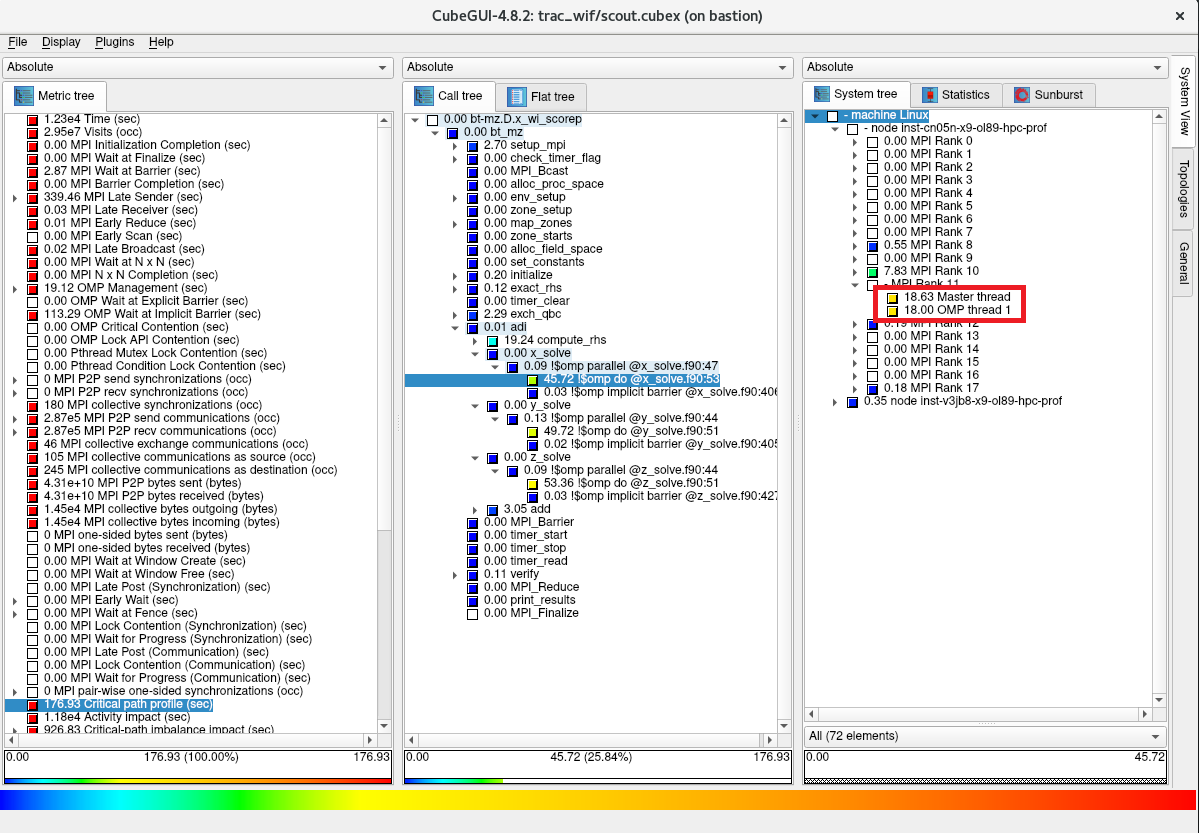 CubeGUI-4.8.2: trac_wif/scout.cubex (on bastion)
File Display Plugins Help
Absolute
Metric tree
1.23e4 Time (sec)
2.95e7 Visits (occ)
0.00 MPI Initialization Completion (sec)
0.00 MPI Wait at Finalize (sec)
2.87 MPI Wait at Barrier (sec)
0.00 MPI Barrier Completion (sec)
339.46 MPI Late Sender (sec)
0.03 MPI Late Receiver (sec)
0.01 MPI Early Reduce (sec)
0.00 MPI Early Scan (sec)
0.02 MPI Late Broadcast (sec)
0.00 MPI Wait at N x N (sec)
0.00 MPI N x N Completion (sec)
19.12 OMP Management (sec)
0.00 OMP Wait at Explicit Barrier (sec)
113.29 OMP Wait at Implicit Barrier (sec)
0.00 OMP Critical Contention (sec)
0.00 OMP Lock API Contention (sec)
0.00 Pthread Mutex Lock Contention (sec)
0.00 Pthread Condition Lock Contention (sec)
0 MPI P2P send synchronizations (occ)
0 MPI P2P recv synchronizations (occ)
180 MPI collective synchronizations (occ)
2.87e5 MPI P2P send communications (occ)
2.87e5 MPI P2P recv communications (occ)
46 MPI collective exchange communications (occ)
105 MPI collective communications as source (occ)
245 MPI collective communications as destination (occ)
4.31e+10 MPI P2P bytes sent (bytes)
4.31e+10 MPI P2P bytes received (bytes)
1.45e4 MPI collective bytes outgoing (bytes)
1.45e4 MPI collective bytes incoming (bytes)
0 MPI one-sided bytes sent (bytes)
0 MPI one-sided bytes received (bytes)
0.00 MPI Wait at Window Create (sec)
0.00 MPI Wait at Window Free (sec)
0.00 MPI Late Post (Synchronization) (sec)
0.00 MPI Early Wait (sec)
0.00 MPI Wait at Fence (sec)
0.00 MPI Lock Contention (Synchronization) (sec)
0.00 MPI Wait for Progress (Synchronization) (sec)
0.00 MPI Late Post (Communication) (sec)
0.00 MPI Lock Contention (Communication) (sec)
0.00 MPI Wait for Progress (Communication) (sec)
0 MPI pair-wise one-sided synchronizations (occ)
176.93 Critical path profile (sec)
1.18e4 Activity impact (sec)
926.83 Critical-path imbalance impact (sec)
0.00 176.93 (100.00%) 176.93
Absolute
Call tree Flat tree
0.00 bt-mz.D.x_wi_scorep
0.00 bt_mz
2.70 setup_mpi
0.00 check_timer_flag
0.00 MPI_Bcast
0.00 alloc_proc_space
0.00 env_setup
0.00 zone_setup
0.00 map_zones
0.00 zone_starts
0.00 alloc_field_space
0.00 set_constants
0.20 initialize
0.12 exact_rhs
0.00 timer_clear
2.29 exch_qbc
0.01 adi
19.24 compute_rhs
0.00 x_solve
0.09 !$omp parallel @x_solve.f90:47
45.72 !$omp do @x_solve.f90:53
0.03 !$omp implicit barrier @x_solve.f90:406
0.00 y_solve
0.13 !$omp parallel @y_solve.f90:44
49.72 !$omp do @y_solve.f90:51
0.02 !$omp implicit barrier @y_solve.f90:405
0.00 z_solve
0.09 !$omp parallel @z_solve.f90:44
53.36 !$omp do @z_solve.f90:51
0.03 !$omp implicit barrier @z_solve.f90:427
3.05 add
0.00 MPI_Barrier
0.00 timer_start
0.00 timer_stop
0.00 timer_read
0.11 verify
0.00 MPI_Reduce
0.00 print_results
0.00 MPI_Finalize
0.00 45.72 (25.84%) 176.93
Absolute
System tree Statistics Sunburst
- machine Linux
- node inst-cn05n-x9-ol89-hpc-prof
0.00 MPI Rank 0
0.00 MPI Rank 1
0.00 MPI Rank 2
0.00 MPI Rank 3
0.00 MPI Rank 4
0.00 MPI Rank 5
0.00 MPI Rank 6
0.00 MPI Rank 7
0.55 MPI Rank 8
0.00 MPI Rank 9
7.83 MPI Rank 10
- MPI Rank 11
18.63 Master thread
18.00 OMP thread 1
0.19 MPI Rank 12
0.00 MPI Rank 13
0.00 MPI Rank 14
0.00 MPI Rank 15
0.00 MPI Rank 16
0.18 MPI Rank 17
0.35 node inst-v3jb8-x9-ol89-hpc-prof
All (72 elements)
0.00 45.72
System View
Topologies
General